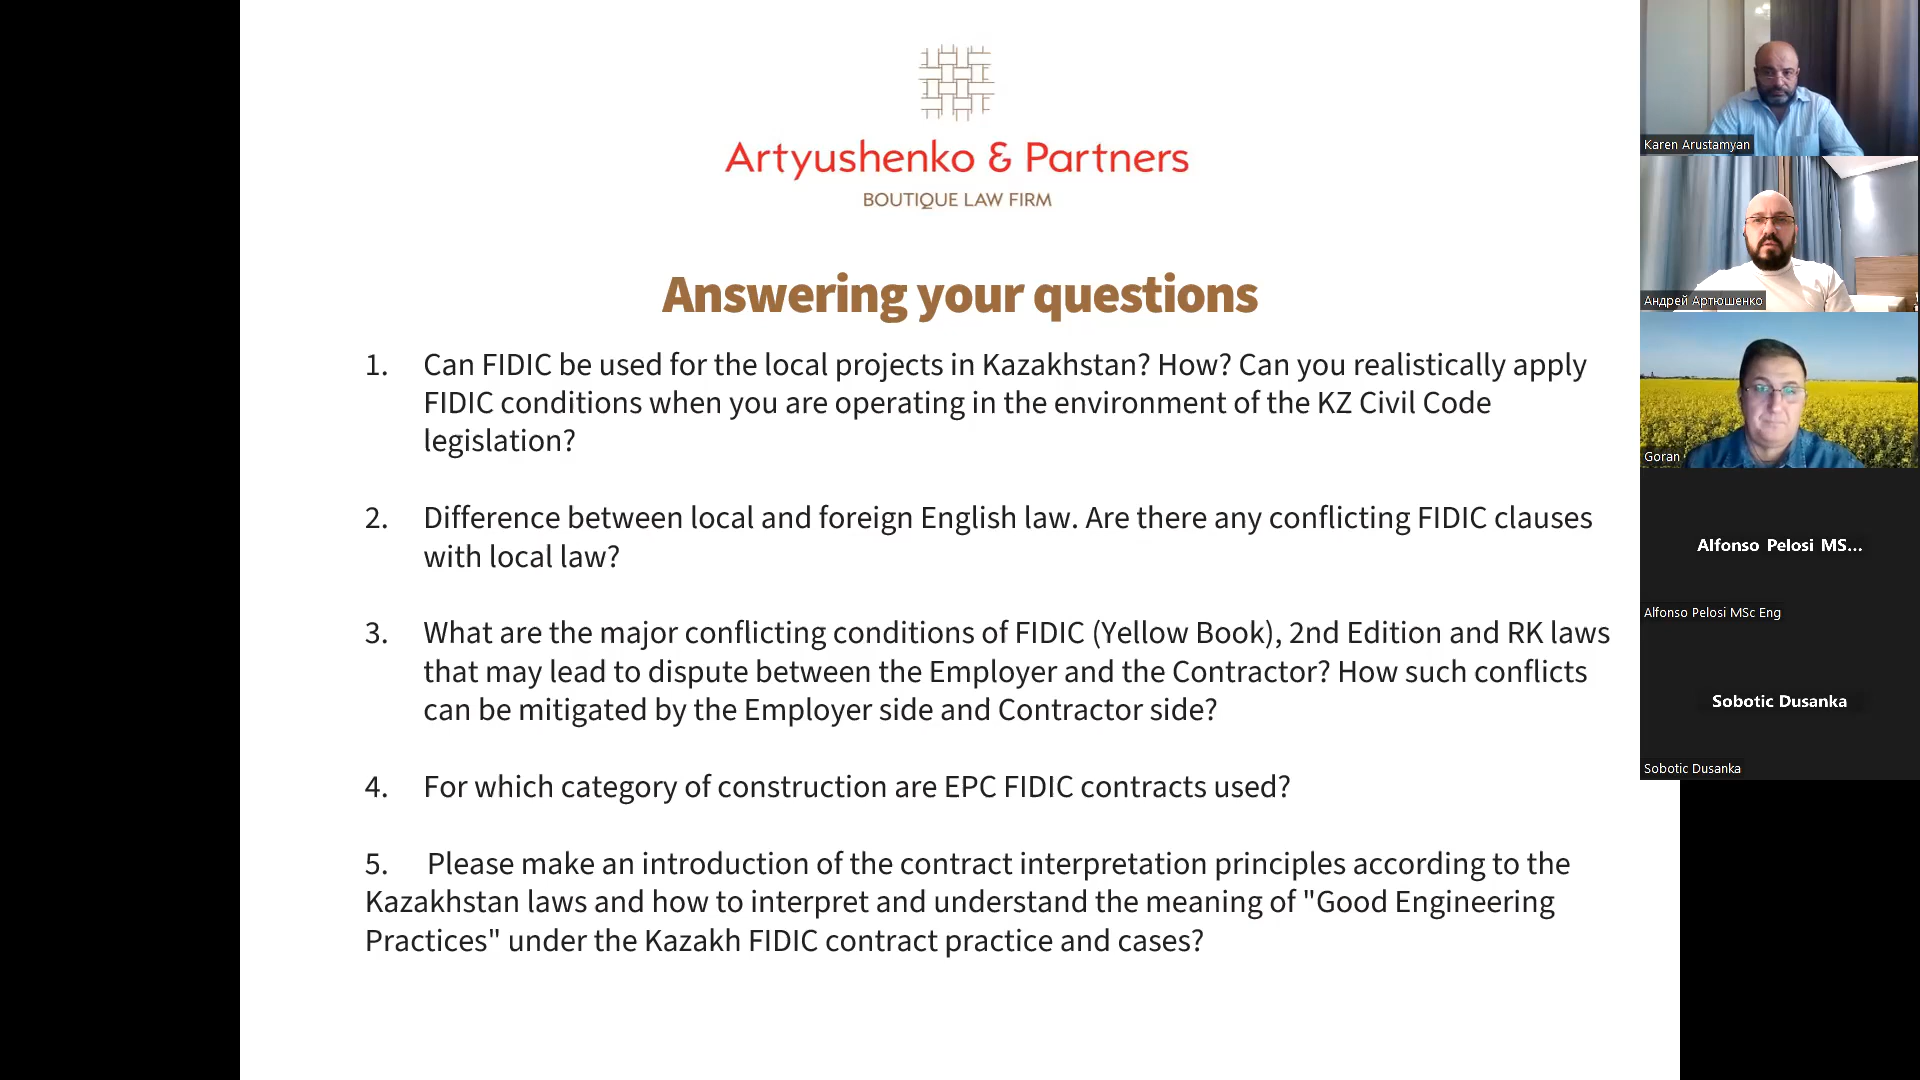 Artyushenko & Partners
BOUTIQUE LAW FIRM
Answering your questions
1. Can FIDIC be used for the local projects in Kazakhstan? How? Can you realistically apply
FIDIC conditions when you are operating in the environment of the KZ Civil Code
legislation?
2. Difference between local and foreign English law. Are there any conflicting FIDIC clauses
with local law?
3. What are the major conflicting conditions of FIDIC (Yellow Book), 2nd Edition and RK laws
that may lead to dispute between the Employer and the Contractor? How such conflicts
can be mitigated by the Employer side and Contractor side?
4. For which category of construction are EPC FIDIC contracts used?
5. Please make an introduction of the contract interpretation principles according to the
Kazakhstan laws and how to interpret and understand the meaning of "Good Engineering
Practices" under the Kazakh FIDIC contract practice and cases?
Karen Arustamyan
Андрей Артюшенко
Goran
Alfonso Pelosi MS...
Alfonso Pelosi MSc Eng
Sobotic Dusanka
Sobotic Dusanka